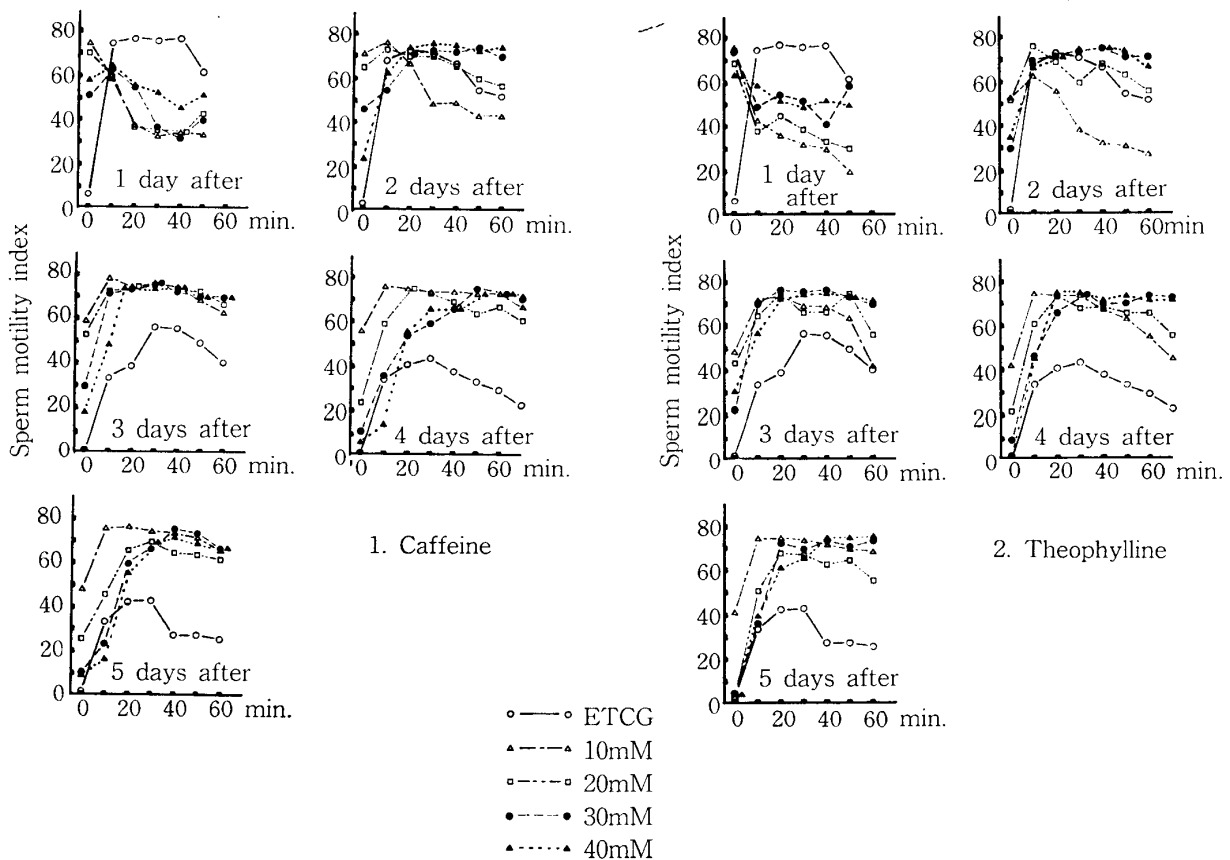 80
60
40
20
0
1 day after
0 20 40 60 min.
80
60
40
20
0
2 days after
0 20 40 60 min.
Sperm motility index
80
60
40
20
0
3 days after
0 20 40 60 min.
80
60
40
20
0
4 days after
0 20 40 60 min.
80
60
40
20
0
5 days after
0 20 40 60 min.
1. Caffeine
80
60
40
20
0
1 day
after
0 20 40 60 min.
80
60
40
20
0
2 days after
0 20 40 60min
Sperm motility index
80
60
40
20
0
3 days after
0 20 40 60 min.
80
60
40
20
0
4 days after
0 20 40 60 min.
80
60
40
20
0
5 days after
0 20 40 60 min.
2. Theophylline
ETCG
10mM
20mM
30mM
40mM